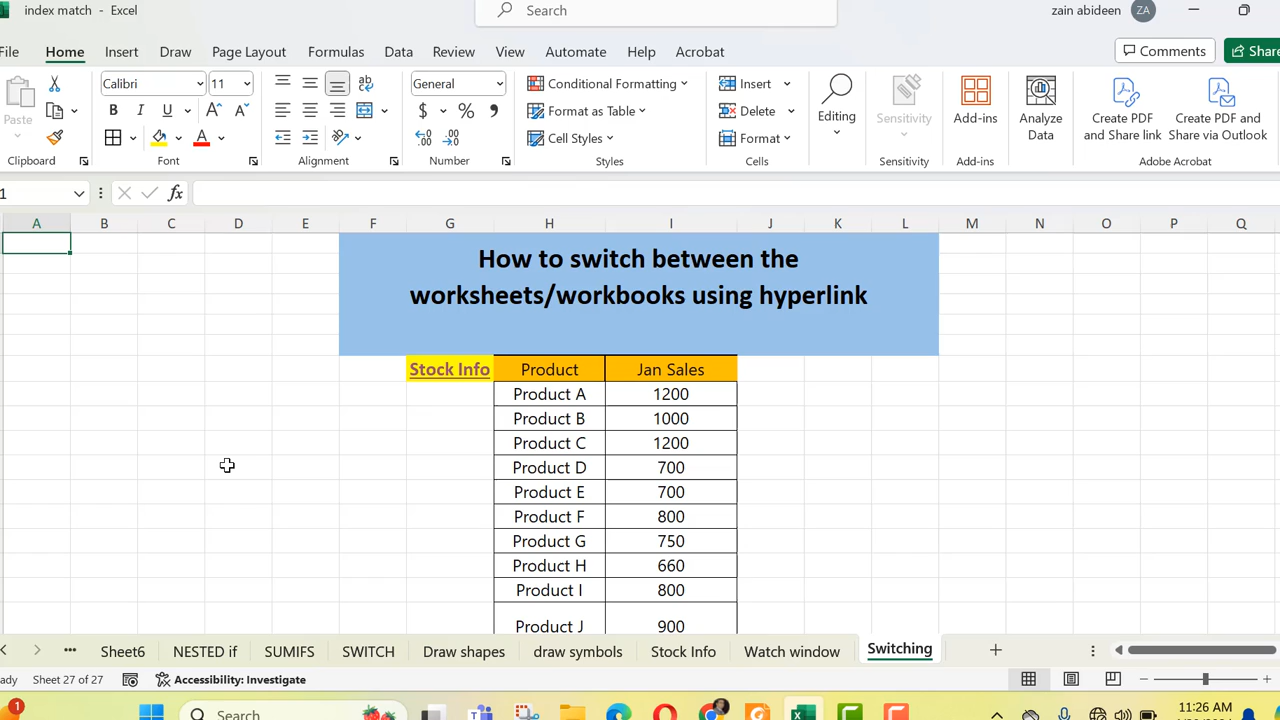 index match - Excel
Search
zain abideen ZA
File Home Insert Draw Page Layout Formulas Data Review View Automate Help Acrobat
Comments Share
Paste
Calibri 11
General
Conditional Formatting
Format as Table
Cell Styles
Insert
Delete
Format
Editing
Sensitivity
Add-ins
Analyze Data
Create PDF and Share link
Create PDF and Share via Outlook
Clipboard Font Alignment Number Styles Cells Sensitivity Add-ins Adobe Acrobat
1 fx
A B C D E F G H I J K L M N O P Q
How to switch between the
worksheets/workbooks using hyperlink
Stock Info Product Jan Sales
Product A 1200
Product B 1000
Product C 1200
Product D 700
Product E 700
Product F 800
Product G 750
Product H 660
Product I 800
Product J 900
Sheet6 NESTED if SUMIFS SWITCH Draw shapes draw symbols Stock Info Watch window Switching
ady Sheet 27 of 27 Accessibility: Investigate
1 Search 11:26 AM